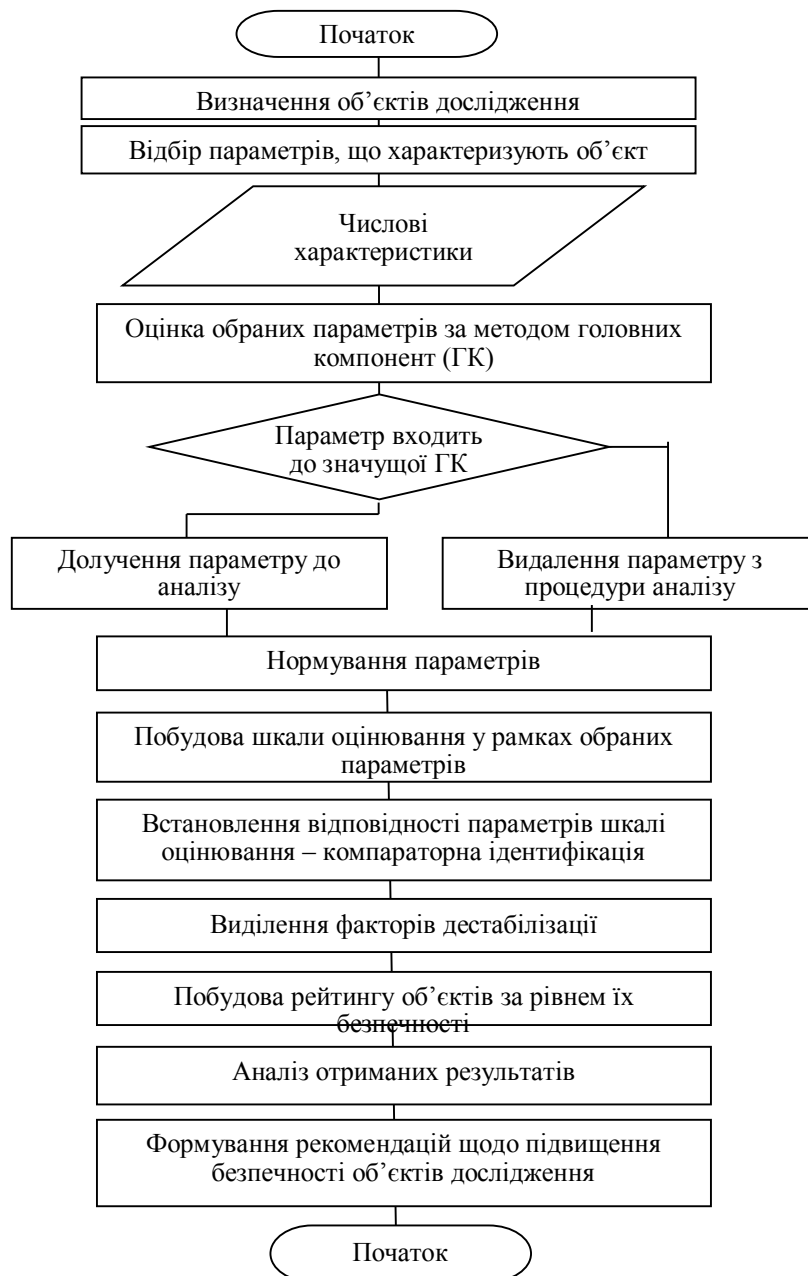 Початок
Визначення об’єктів дослідження
Відбір параметрів, що характеризують об’єкт
Числові
характеристики
Оцінка обраних параметрів за методом головних
компонент (ГК)
Параметр входить
до значущої ГК
Долучення параметру до
аналізу
Видалення параметру з
процедури аналізу
Нормування параметрів
Побудова шкали оцінювання у рамках обраних
параметрів
Встановлення відповідності параметрів шкалі
оцінювання – компараторна ідентифікація
Виділення факторів дестабілізації
Побудова рейтингу об’єктів за рівнем їх
безпечності
Аналіз отриманих результатів
Формування рекомендацій щодо підвищення
безпечності об’єктів дослідження
Початок